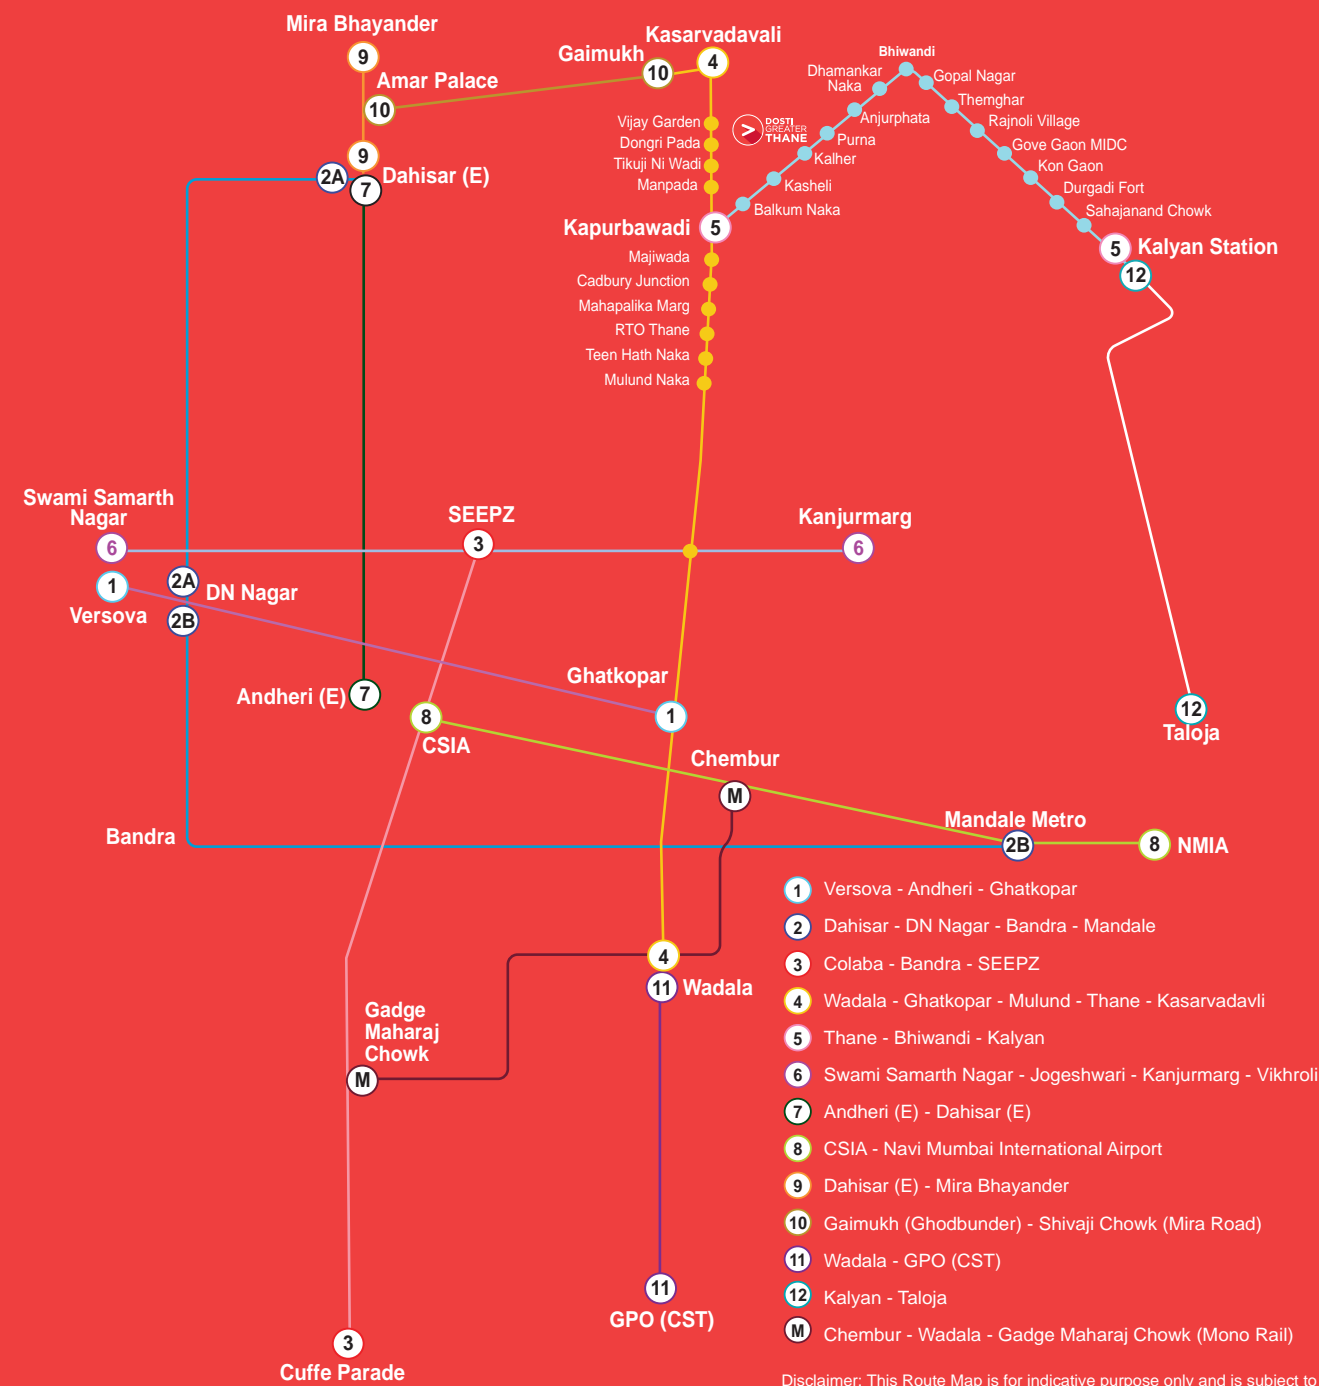 Mira Bhayander
9
Amar Palace
10
Gaimukh
10
Kasarvadavali
4
9
2A
7
Dahisar (E)
Vijay Garden
Dongri Pada
Tikuji Ni Wadi
Manpada
DOSTI
GREATER
THANE
Bhiwandi
Dhamankar
Naka
Anjurphata
Purna
Kalher
Kasheli
Balkum Naka
Gopal Nagar
Themghar
Rajnoli Village
Gove Gaon MIDC
Kon Gaon
Durgadi Fort
Sahajanand Chowk
5
Kalyan Station
12
Kapurbawadi
5
Majiwada
Cadbury Junction
Mahapalika Marg
RTO Thane
Teen Hath Naka
Mulund Naka
Swami Samarth
Nagar
6
SEEPZ
3
Kanjurmarg
6
1
Versova
2A
DN Nagar
2B
Ghatkopar
1
Andheri (E)
7
8
CSIA
12
Taloja
Chembur
M
Bandra
Mandale Metro
2B
8
NMIA
4
11
Wadala
Gadge
Maharaj
Chowk
M
11
GPO (CST)
3
Cuffe Parade
1 Versova - Andheri - Ghatkopar
2 Dahisar - DN Nagar - Bandra - Mandale
3 Colaba - Bandra - SEEPZ
4 Wadala - Ghatkopar - Mulund - Thane - Kasarvadavli
5 Thane - Bhiwandi - Kalyan
6 Swami Samarth Nagar - Jogeshwari - Kanjurmarg - Vikhroli
7 Andheri (E) - Dahisar (E)
8 CSIA - Navi Mumbai International Airport
9 Dahisar (E) - Mira Bhayander
10 Gaimukh (Ghodbunder) - Shivaji Chowk (Mira Road)
11 Wadala - GPO (CST)
12 Kalyan - Taloja
M Chembur - Wadala - Gadge Maharaj Chowk (Mono Rail)
Disclaimer: This Route Map is for indicative purpose only and is subject to